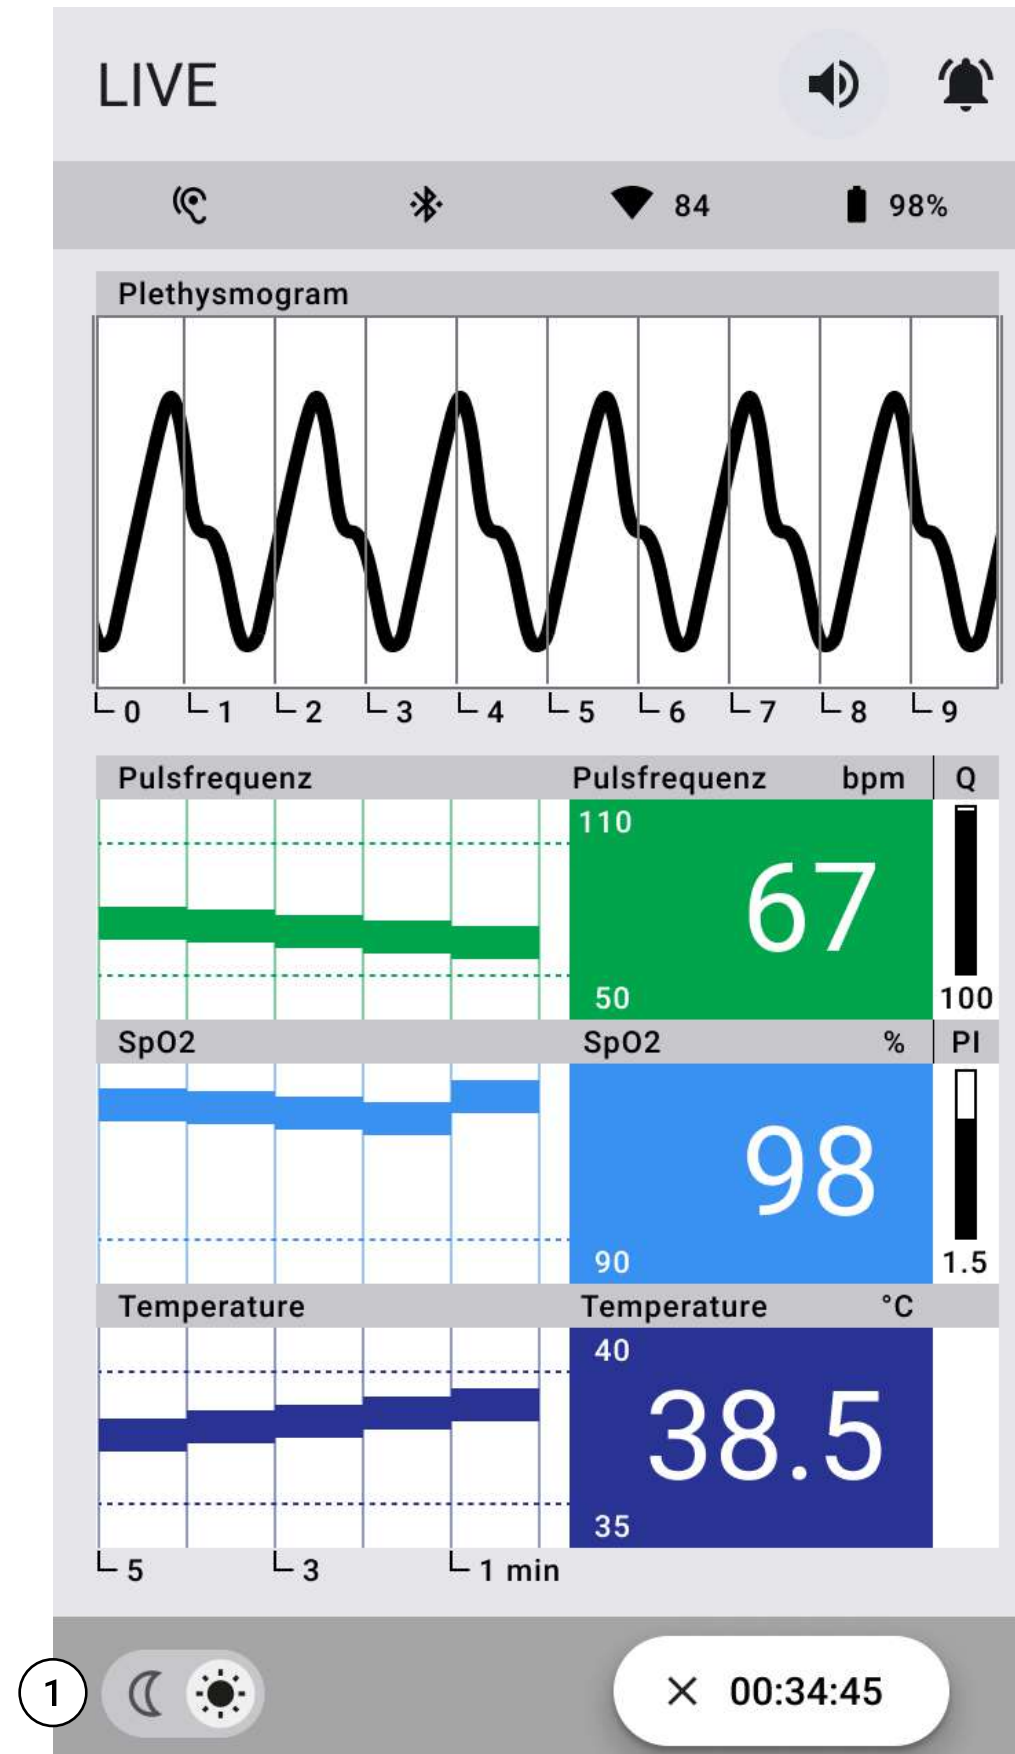 LIVE
84 98%
Plethysmogram
0 1 2 3 4 5 6 7 8 9
Pulsfrequenz Pulsfrequenz bpm Q
110
67
50 100
SpO2 SpO2 % PI
98
90 1.5
Temperature Temperature °C
40
38.5
35
5 3 1 min
1 00:34:45